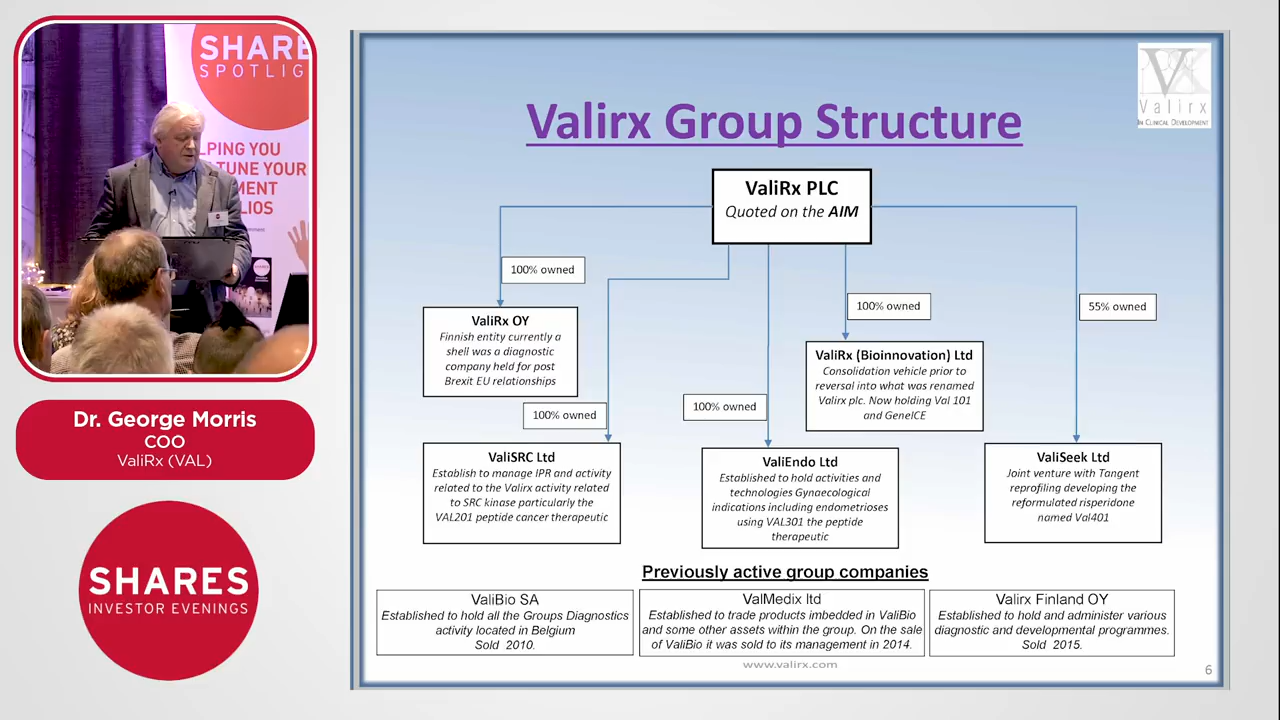 SHARE
SPOTLIG
LPING YOU
TUNE YOUR
MENT
LIOS
Dr. George Morris
COO
ValiRx (VAL)
SHARES
INVESTOR EVENINGS
Valirx
IN CLINICAL DEVELOPMENT
Valirx Group Structure
ValiRx PLC
Quoted on the AIM
100% owned
100% owned
55% owned
ValiRx OY
Finnish entity currently a
shell was a diagnostic
company held for post
Brexit EU relationships
ValiRx (Bioinnovation) Ltd
Consolidation vehicle prior to
reversal into what was renamed
Valirx plc. Now holding Val 101
and GeneICE
100% owned
100% owned
ValiSRC Ltd
Establish to manage IPR and activity
related to the Valirx activity related
to SRC kinase particularly the
VAL201 peptide cancer therapeutic
ValiEndo Ltd
Established to hold activities and
technologies Gynaecological
indications including endometrioses
using VAL301 the peptide
therapeutic
ValiSeek Ltd
Joint venture with Tangent
reprofiling developing the
reformulated risperidone
named Val401
Previously active group companies
ValiBio SA
Established to hold all the Groups Diagnostics
activity located in Belgium
Sold 2010.
ValMedix ltd
Established to trade products imbedded in ValiBio
and some other assets within the group. On the sale
of ValiBio it was sold to its management in 2014.
Valirx Finland OY
Established to hold and administer various
diagnostic and developmental programmes.
Sold 2015.
www.valirx.com
6